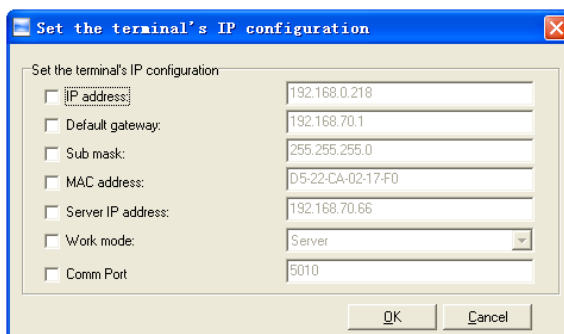 Set the terminal's IP configuration
Set the terminal's IP configuration
IP address: 192.168.0.218
Default gateway: 192.168.70.1
Sub mask: 255.255.255.0
MAC address: D5-22-CA-02-17-F0
Server IP address: 192.168.70.66
Work mode: Server
Comm Port 5010
OK Cancel